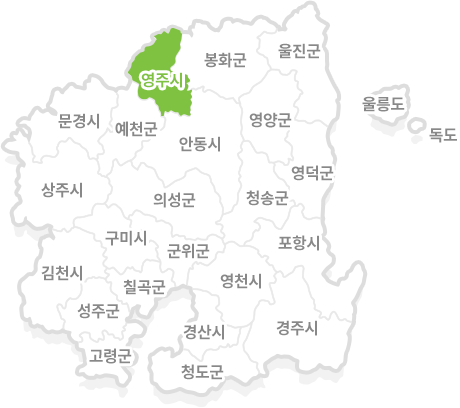 울진군
봉화군
영주시
울릉도
문경시
예천군
영양군
독도
안동시
영덕군
상주시
의성군
청송군
구미시
군위군
포항시
김천시
영천시
칠곡군
성주군
경산시
경주시
고령군
청도군